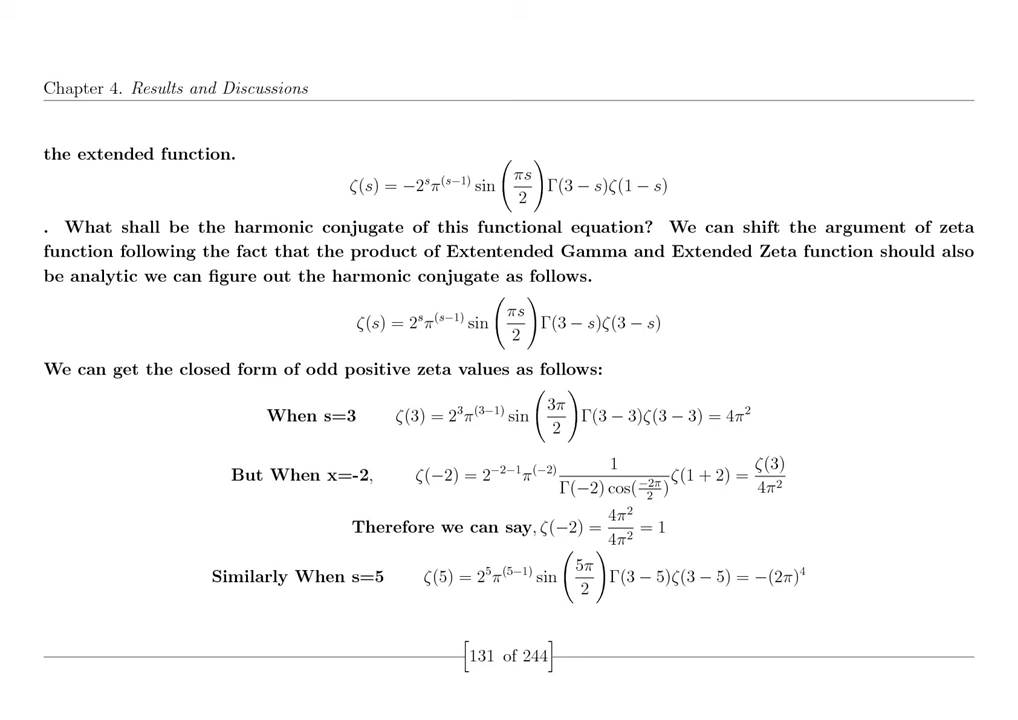 Chapter 4. Results and Discussions
the extended function.
ζ(s) = −2^s π^(s−1) sin(πs/2) Γ(3 − s)ζ(1 − s)
. What shall be the harmonic conjugate of this functional equation? We can shift the argument of zeta
function following the fact that the product of Extentended Gamma and Extended Zeta function should also
be analytic we can figure out the harmonic conjugate as follows.
ζ(s) = 2^s π^(s−1) sin(πs/2) Γ(3 − s)ζ(3 − s)
We can get the closed form of odd positive zeta values as follows:
When s=3 ζ(3) = 2^3 π^(3−1) sin(3π/2) Γ(3 − 3)ζ(3 − 3) = 4π^2
But When x=-2, ζ(−2) = 2^−2−1 π^(−2) 1/(Γ(−2) cos(−2π/2)) ζ(1 + 2) = ζ(3)/4π^2
Therefore we can say, ζ(−2) = 4π^2/4π^2 = 1
Similarly When s=5 ζ(5) = 2^5 π^(5−1) sin(5π/2) Γ(3 − 5)ζ(3 − 5) = −(2π)^4
[131 of 244]